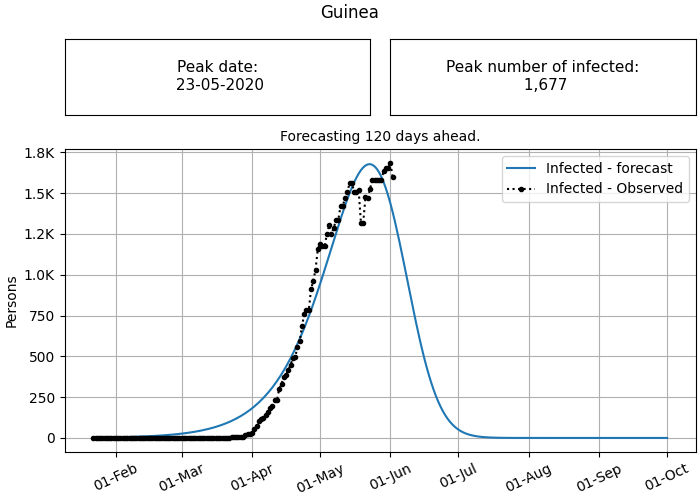 Guinea
Peak date:
23-05-2020
Peak number of infected:
1,677
Forecasting 120 days ahead.
1.8K
1.5K
1.2K
1.0K
750
500
250
0
Persons
Infected - forecast
Infected - Observed
01-Feb
01-Mar
01-Apr
01-May
01-Jun
01-Jul
01-Aug
01-Sep
01-Oct